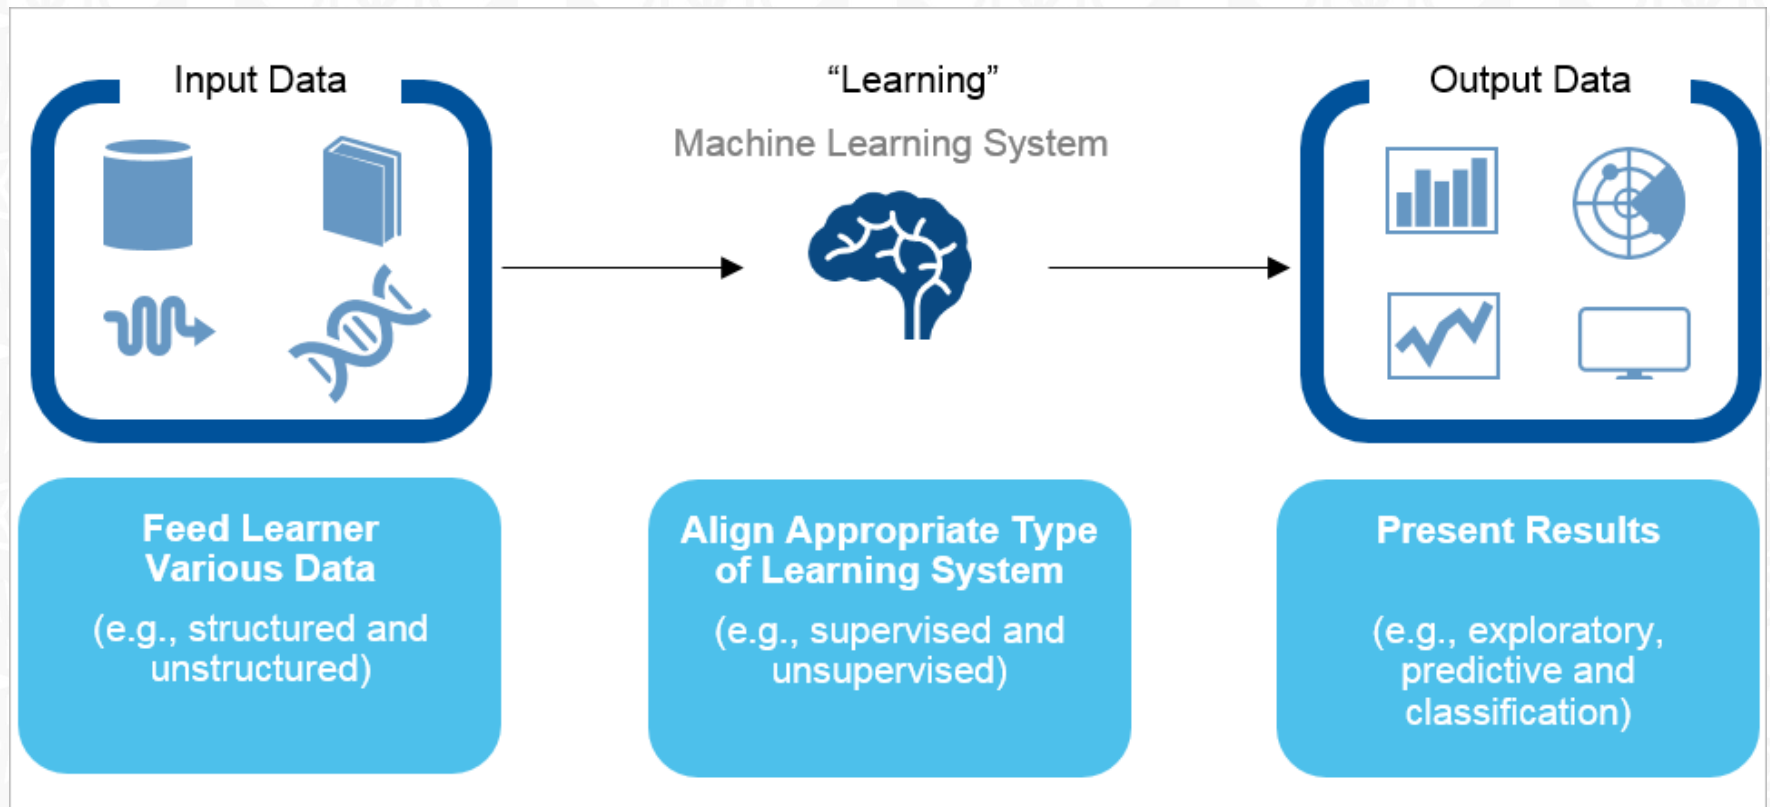 Input Data
“Learning”
Machine Learning System
Output Data
Feed Learner
Various Data
(e.g., structured and
unstructured)
Align Appropriate Type
of Learning System
(e.g., supervised and
unsupervised)
Present Results
(e.g., exploratory,
predictive and
classification)